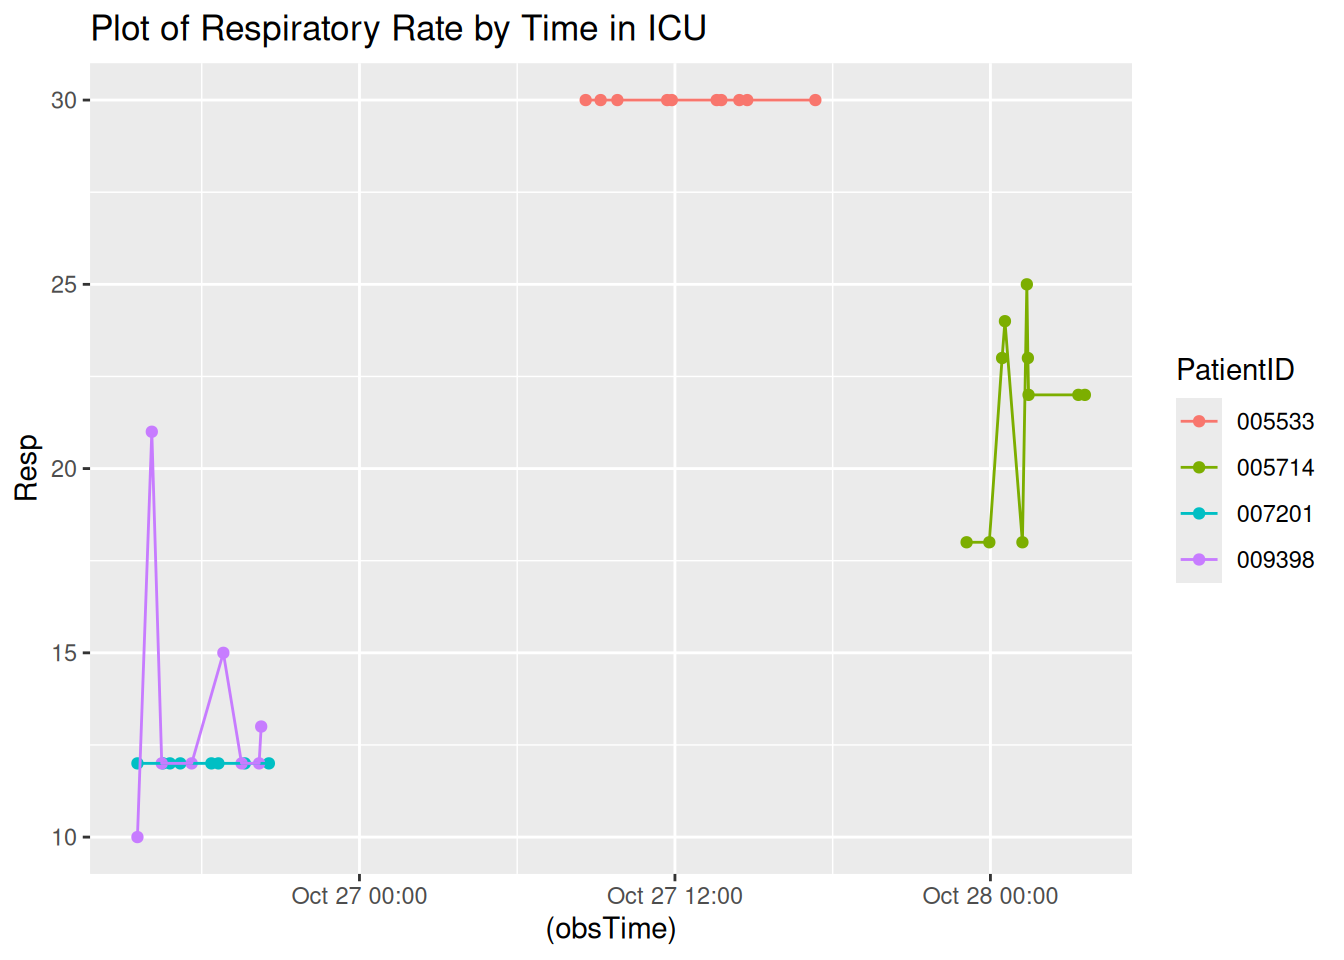 Plot of Respiratory Rate by Time in ICU
30
25
20
15
10
Resp
Oct 27 00:00
Oct 27 12:00
Oct 28 00:00
(obsTime)
PatientID
005533
005714
007201
009398